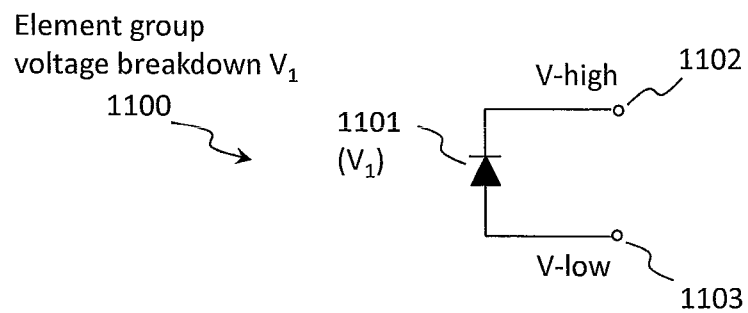 Element group
voltage breakdown V₁
1100
1101
(V₁)
V-high
1102
V-low
1103